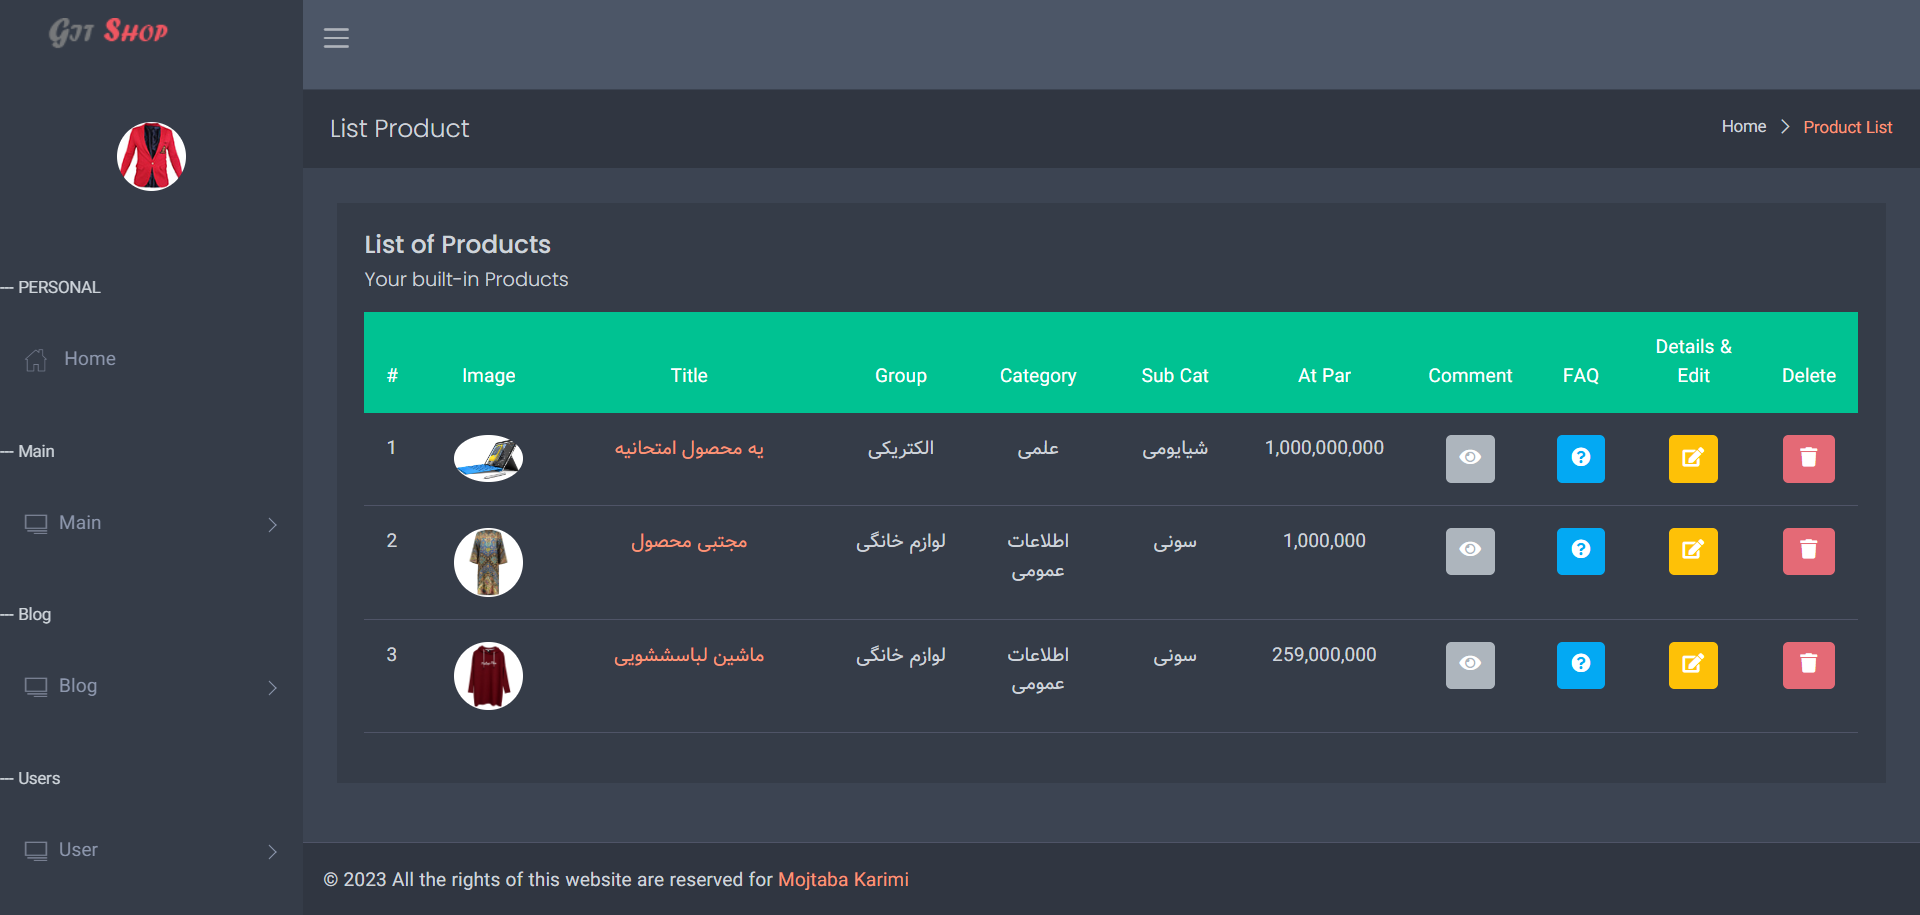 Git Shop
List Product
Home
Product List
--- PERSONAL
Home
--- Main
Main
--- Blog
Blog
--- Users
User
List of Products
Your built-in Products
# Image Title Group Category Sub Cat At Par Comment FAQ Details & Edit Delete
1 یه محصول امتحانیه الکتریکی علمی شیایومی 1,000,000,000
2 مجتبی محصول لوازم خانگی اطلاعات عمومی سونی 1,000,000
3 ماشین لباسششویی لوازم خانگی اطلاعات عمومی سونی 259,000,000
© 2023 All the rights of this website are reserved for Mojtaba Karimi